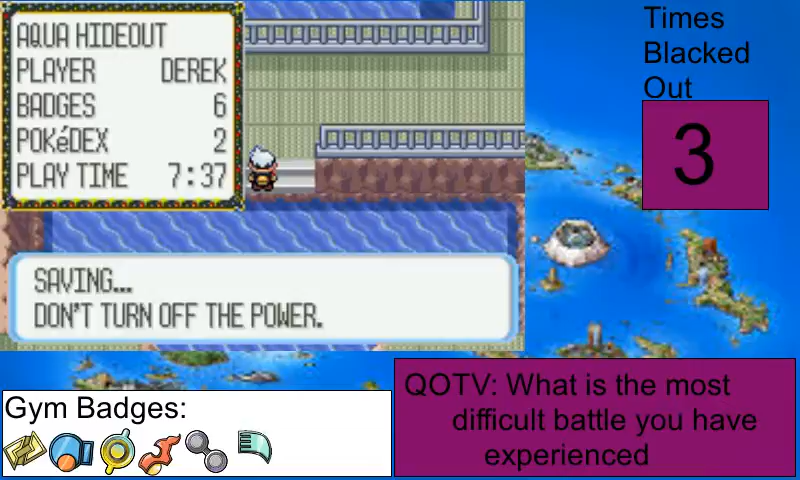 AQUA HIDEOUT
PLAYER DEREK
BADGES 6
POKéDEX 2
PLAY TIME 7:37
SAVING...
DON'T TURN OFF THE POWER.
Times
Blacked
Out
3
Gym Badges:
QOTV: What is the most
difficult battle you have
experienced